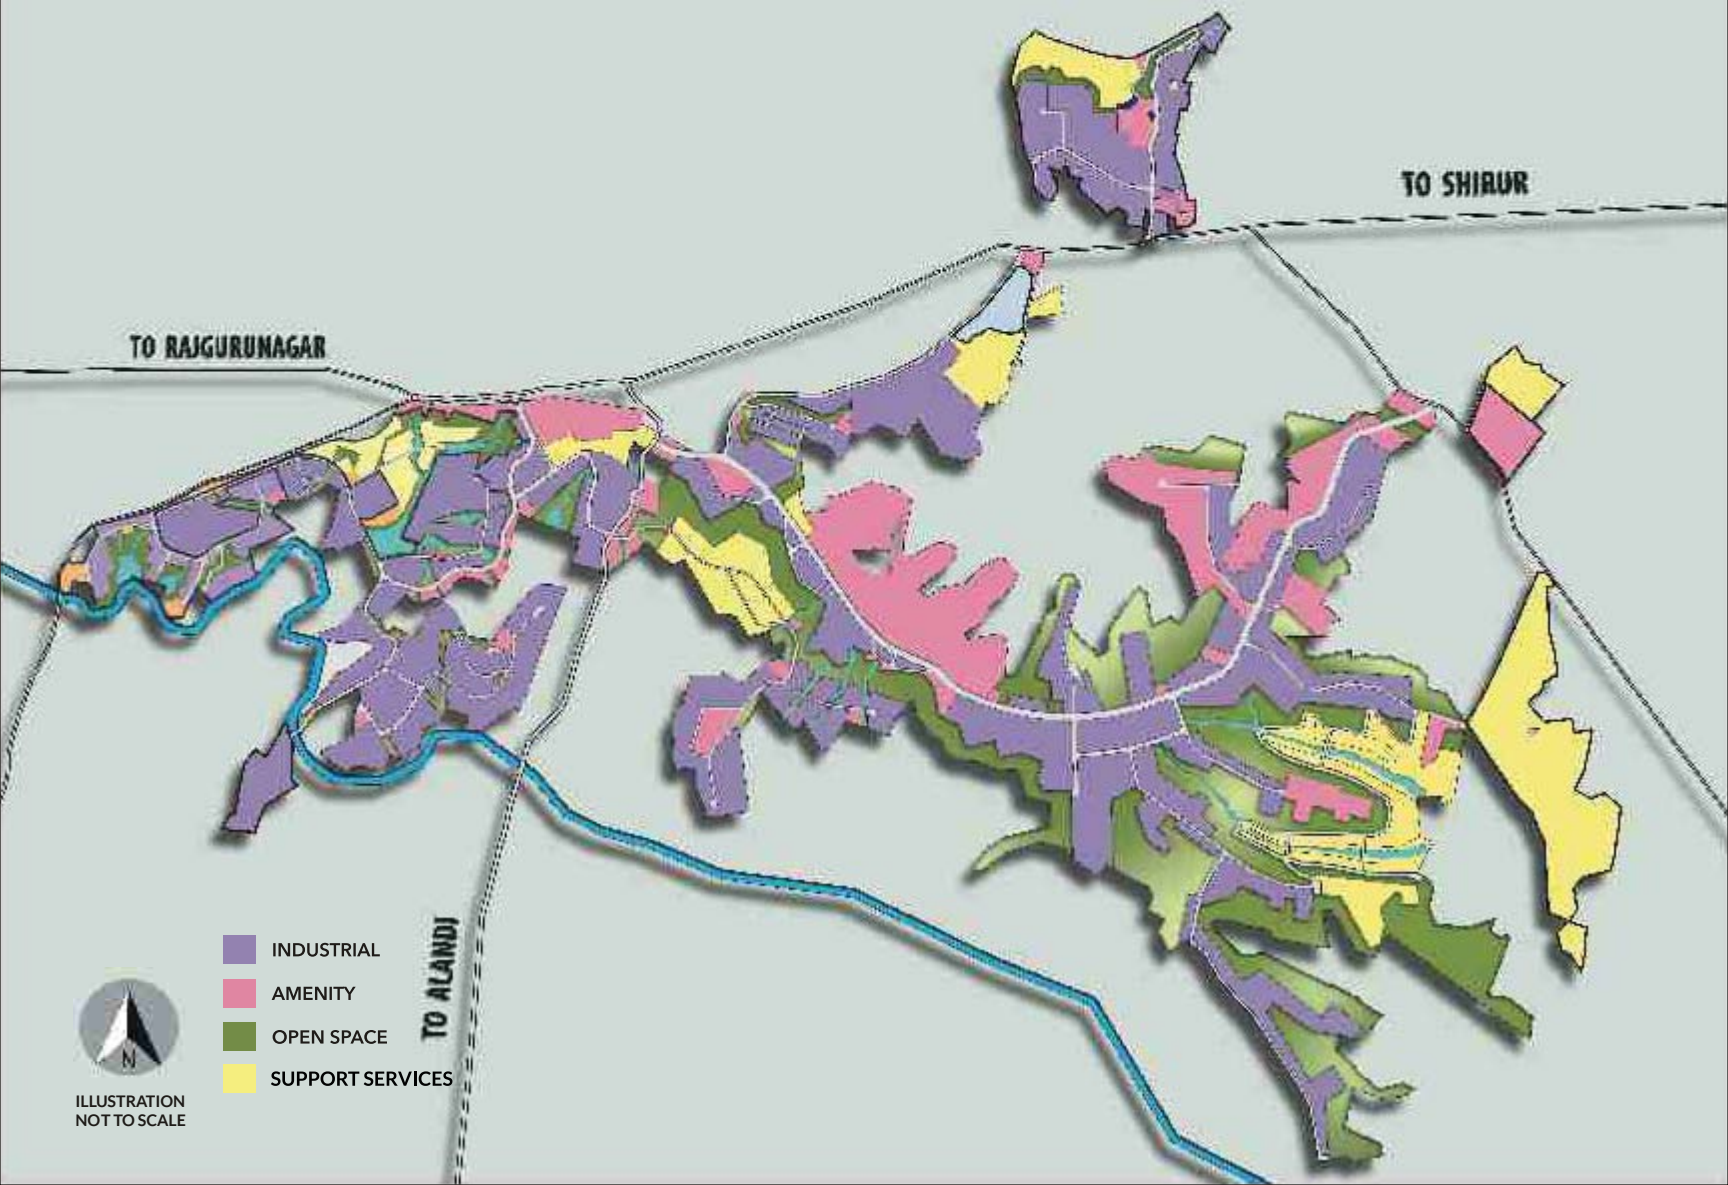 TO SHIRUR
TO RAJGURUNAGAR
TO ALANDI
INDUSTRIAL
AMENITY
OPEN SPACE
SUPPORT SERVICES
N
ILLUSTRATION
NOT TO SCALE